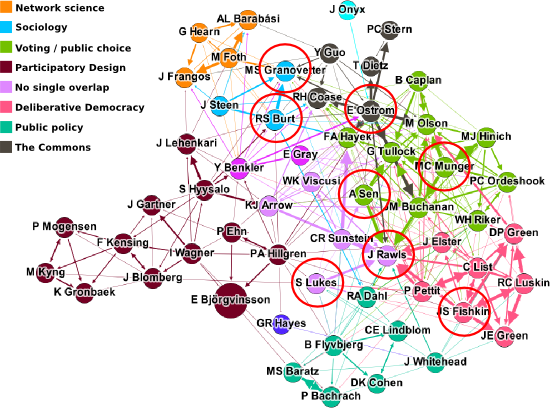 Network science
Sociology
Voting / public choice
Participatory Design
No single overlap
Deliberative Democracy
Public policy
The Commons
J Onyx
AL Barabási
G Hearn
PC Stern
M Foth
Y Guo
T Dietz
J Frangos
MS Granovetter
B Caplan
RH Coase
J Steen
E Ostrom
RS Burt
M Olson
J Lehenkari
FA Hayek
MJ Hinich
G Tullock
E Gray
Y Benkler
MC Munger
WK Viscusi
PC Ordeshook
S Hyysalo
A Sen
J Gartner
KJ Arrow
M Buchanan
WH Riker
P Mogensen
P Ehn
DP Green
F Kensing
CR Sunstein
J Elster
I Wagner
PA Hillgren
J Rawls
C List
M Kyng
J Blomberg
S Lukes
RC Luskin
K Grønbaek
P Pettit
E Björgvinsson
RA Dahl
JS Fishkin
GR Hayes
CE Lindblom
JE Green
B Flyvbjerg
J Whitehead
MS Baratz
DK Cohen
P Bachrach